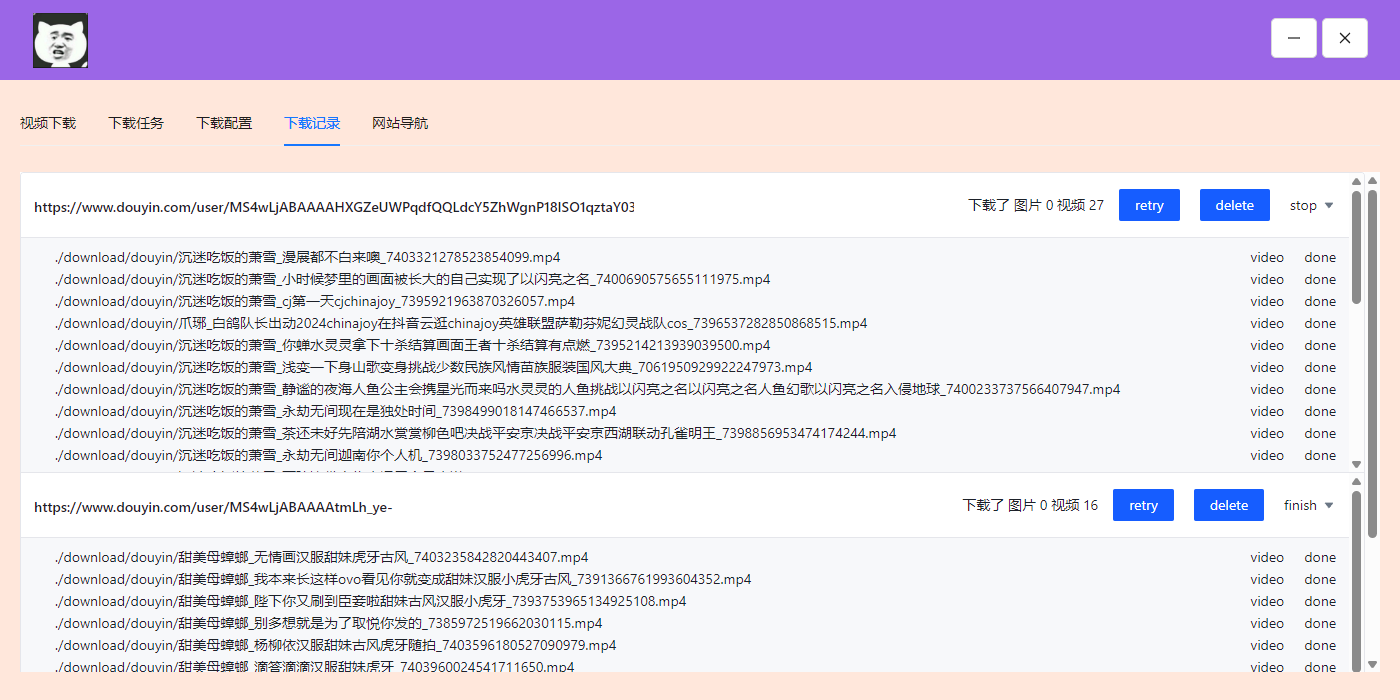 视频下载 下载任务 下载配置 下载记录 网站导航
https://www.douyin.com/user/MS4wLjABAAAAHXGZeUWPqdfQQLdcY5ZhWgnP18ISO1qztaY03 下载了 图片 0 视频 27 retry delete stop
./download/douyin/沉迷吃饭的萧雪_漫展都不白来噢_7403321278523854099.mp4 video done
./download/douyin/沉迷吃饭的萧雪_小时候梦里的画面被长大的自己实现了以闪亮之名_7400690575655111975.mp4 video done
./download/douyin/沉迷吃饭的萧雪_cj第一天cjchinajoy_7395921963870326057.mp4 video done
./download/douyin/爪琊_白鸽队长出动2024chinajoy在抖音云逛chinajoy英雄联盟萨勒芬妮幻灵战队cos_7396537282850868515.mp4 video done
./download/douyin/沉迷吃饭的萧雪_你蝉水灵灵拿下十杀结算画面王者十杀结算有点燃_7395214213939039500.mp4 video done
./download/douyin/沉迷吃饭的萧雪_浅变一下身山歌变身挑战少数民族风情苗族服装国风大典_7061950929922247973.mp4 video done
./download/douyin/沉迷吃饭的萧雪_静谧的夜海人鱼公主会携星光而来吗水灵灵的人鱼挑战以闪亮之名以闪亮之名人鱼幻歌以闪亮之名入侵地球_7400233737566407947.mp4 video done
./download/douyin/沉迷吃饭的萧雪_永劫无间现在是独处时间_7398499018147466537.mp4 video done
./download/douyin/沉迷吃饭的萧雪_茶还未好先陪湖水赏赏柳色吧决战平安京决战平安京西湖联动孔雀明王_7398856953474174244.mp4 video done
./download/douyin/沉迷吃饭的萧雪_永劫无间迦南你个人机_7398033752477256996.mp4 video done
https://www.douyin.com/user/MS4wLjABAAAAtmLh_ye- 下载了 图片 0 视频 16 retry delete finish
./download/douyin/甜美母蟑螂_无情画汉服甜妹虎牙古风_7403235842820443407.mp4 video done
./download/douyin/甜美母蟑螂_我本来长这样ovo看见你就变成甜妹汉服小虎牙古风_7391366761993604352.mp4 video done
./download/douyin/甜美母蟑螂_陛下你又刷到臣妾啦甜妹古风汉服小虎牙_7393753965134925108.mp4 video done
./download/douyin/甜美母蟑螂_别多想就是为了取悦你发的_7385972519662030115.mp4 video done
./download/douyin/甜美母蟑螂_杨柳依汉服甜妹古风虎牙随拍_7403596180527090979.mp4 video done
./download/douyin/甜美母蟑螂_滴答滴滴汉服甜妹虎牙_7403960024541711650.mp4 video done